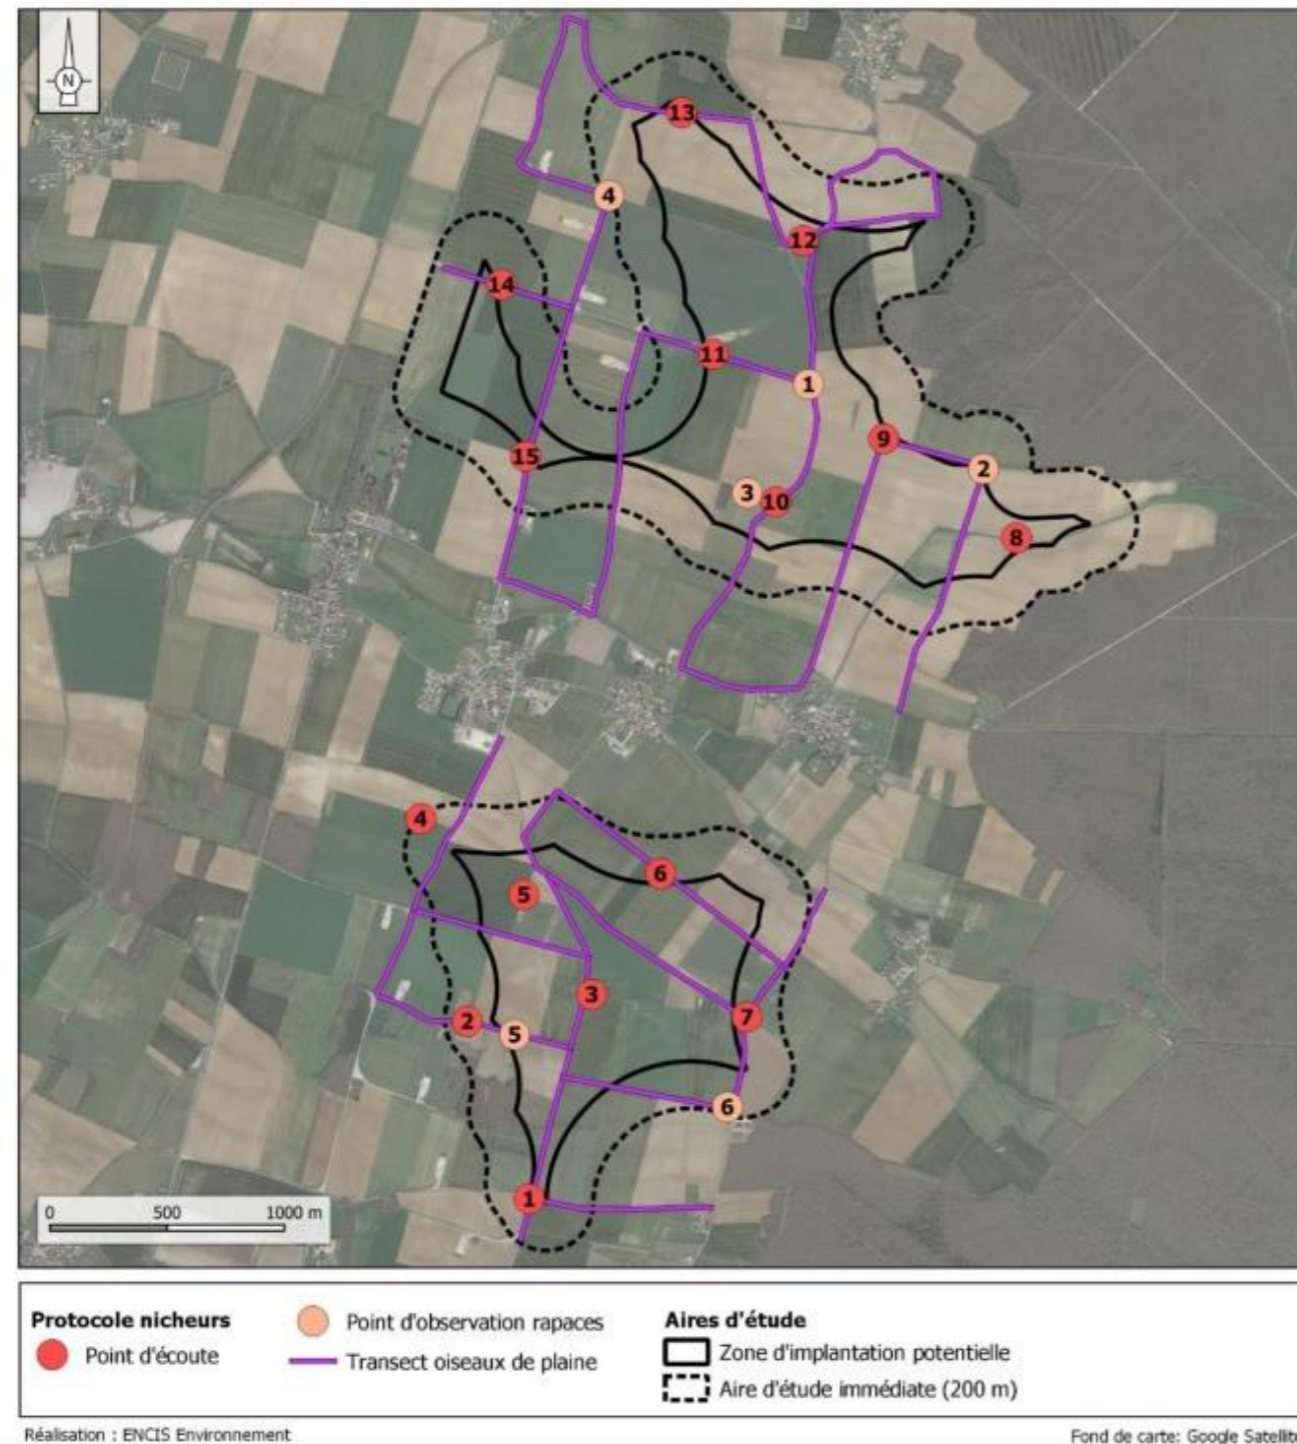 N
13
4
12
14
11
1
9
15
2
3
10
8
4
6
5
3
2
5
7
6
1
0 500 1000 m
Protocole nicheurs
Point d'écoute
Point d'observation rapaces
Transect oiseaux de plaine
Aires d'étude
Zone d'implantation potentielle
Aire d'étude immédiate (200 m)
Réalisation : ENCIS Environnement
Fond de carte: Google Satellite